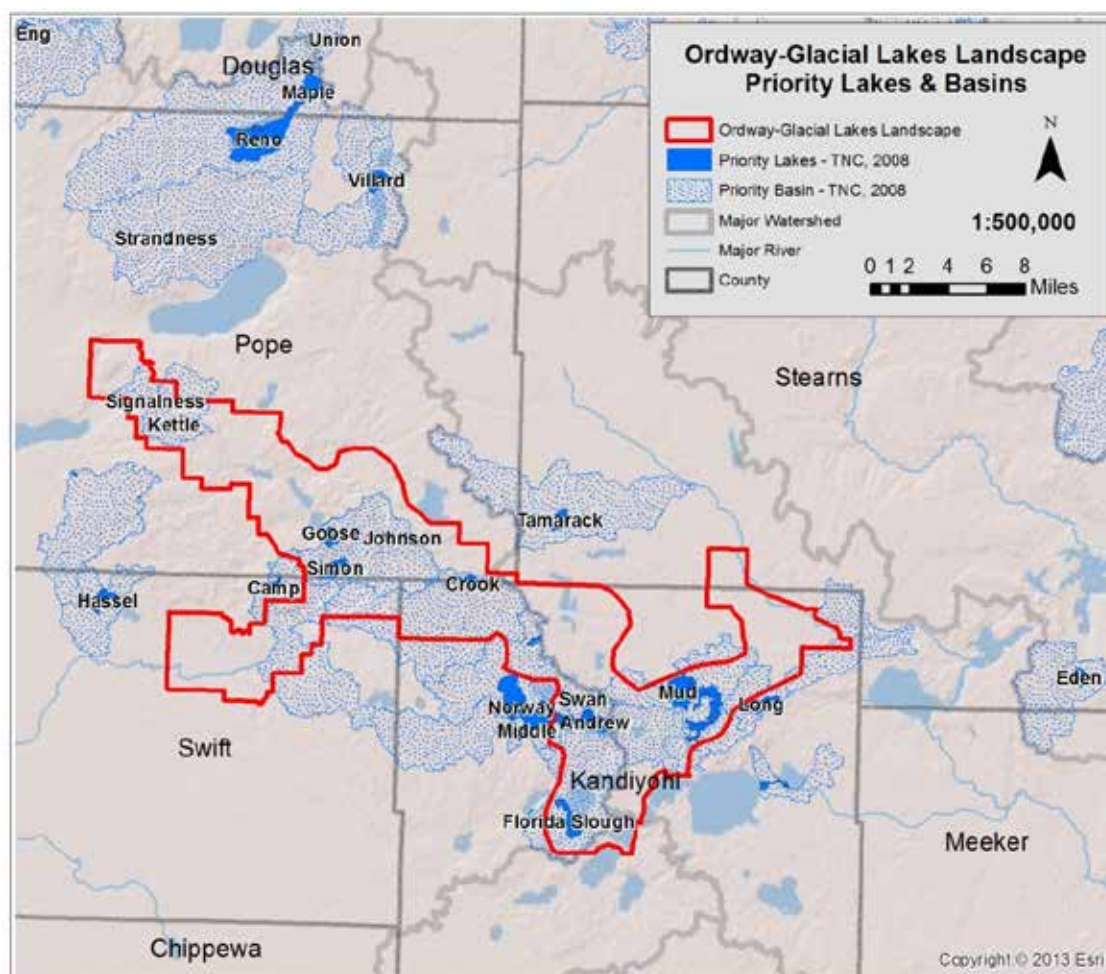 Eng
Union
Douglas
Maple
Reno
Villard
Strandness
Ordway-Glacial Lakes Landscape
Priority Lakes & Basins
Ordway-Glacial Lakes Landscape
Priority Lakes - TNC, 2008
Priority Basin - TNC, 2008
Major Watershed
Major River
County
N
1:500,000
0 1 2 4 6 8
Miles
Pope
Stearns
Signalness
Kettle
Tamarack
Goose Johnson
Simon
Camp
Crook
Hassel
Mud
Swan
Norway
Andrew
Middle
Long
Eden
Swift
Kandiyohi
Florida Slough
Meeker
Chippewa
Copyright © 2013 Esri